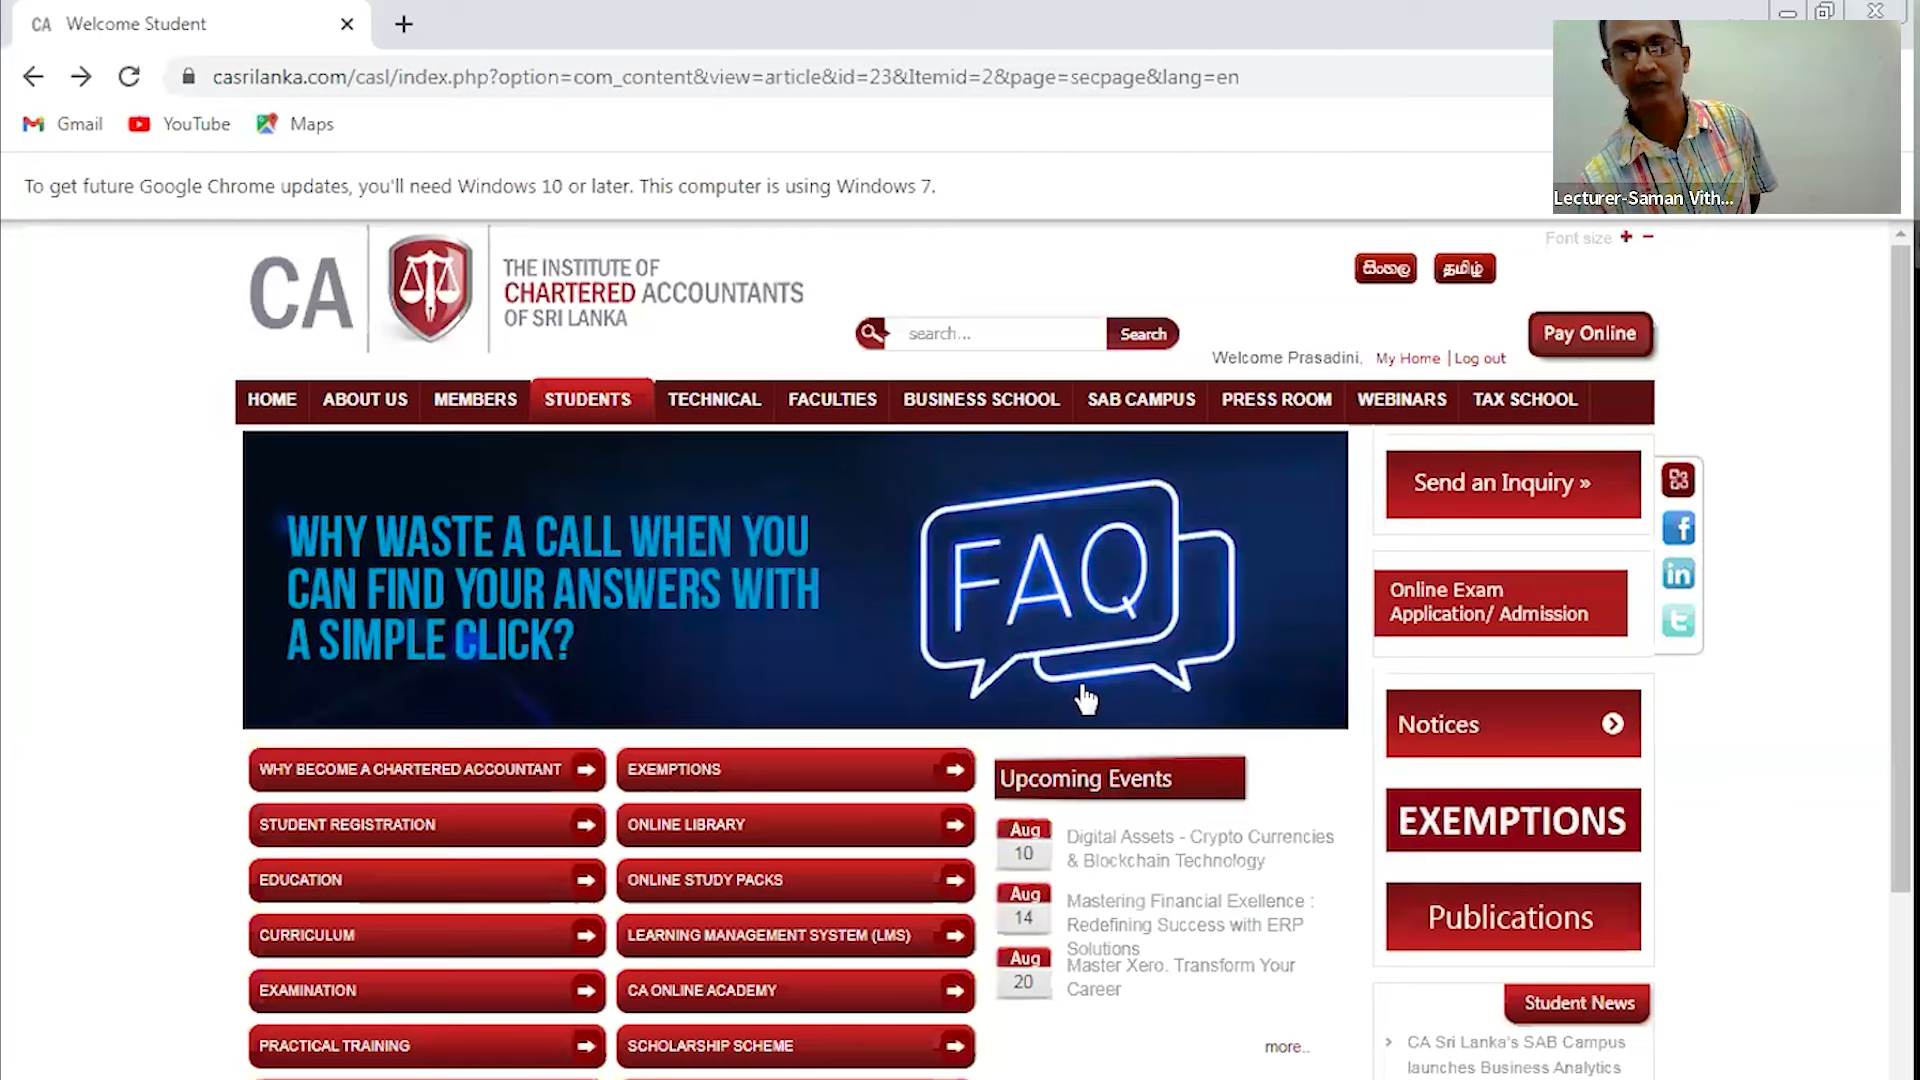 CA Welcome Student
casrilanka.com/casl/index.php?option=com_content&view=article&id=23&Itemid=2&page=secpage&lang=en
Gmail YouTube Maps
To get future Google Chrome updates, you'll need Windows 10 or later. This computer is using Windows 7.
Lecturer-Saman Vith...
Font size + -
CA
THE INSTITUTE OF
CHARTERED ACCOUNTANTS
OF SRI LANKA
සිංහල தமிழ்
search...
Search
Pay Online
Welcome Prasadini, My Home | Log out
HOME ABOUT US MEMBERS STUDENTS TECHNICAL FACULTIES BUSINESS SCHOOL SAB CAMPUS PRESS ROOM WEBINARS TAX SCHOOL
WHY WASTE A CALL WHEN YOU
CAN FIND YOUR ANSWERS WITH
A SIMPLE CLICK?
FAQ
Send an Inquiry »
Online Exam
Application/ Admission
Notices
EXEMPTIONS
Publications
Student News
CA Sri Lanka's SAB Campus
launches Business Analytics
WHY BECOME A CHARTERED ACCOUNTANT
STUDENT REGISTRATION
EDUCATION
CURRICULUM
EXAMINATION
PRACTICAL TRAINING
EXEMPTIONS
ONLINE LIBRARY
ONLINE STUDY PACKS
LEARNING MANAGEMENT SYSTEM (LMS)
CA ONLINE ACADEMY
SCHOLARSHIP SCHEME
Upcoming Events
Aug
10
Digital Assets - Crypto Currencies
& Blockchain Technology
Aug
14
Mastering Financial Exellence :
Redefining Success with ERP
Solutions
Aug
20
Master Xero. Transform Your
Career
more..